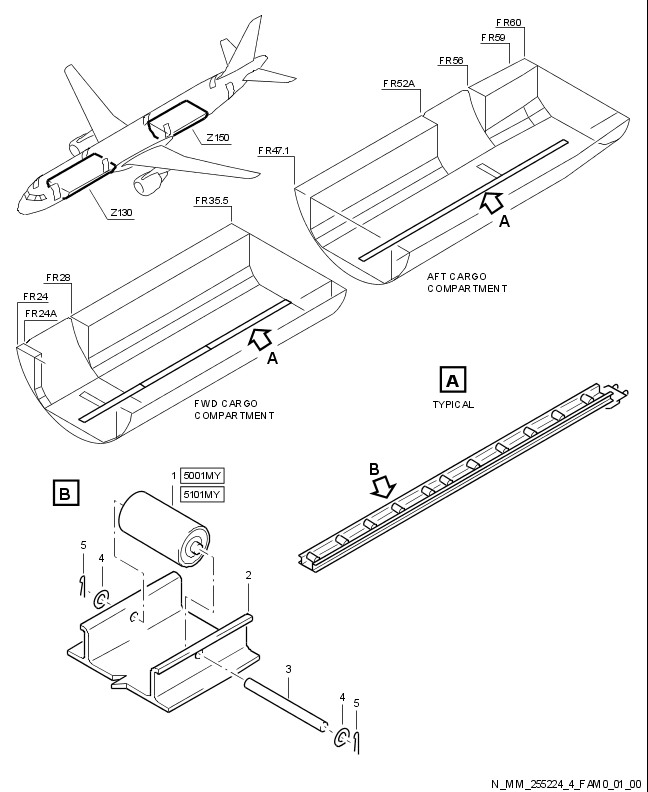 FR60
FR59
FR56
FR52A
FR47.1
Z150
Z130
A
AFT CARGO
COMPARTMENT
FR35.5
FR28
FR24
FR24A
A
FWD CARGO
COMPARTMENT
A
TYPICAL
B
B
1 5001MY
5101MY
5
4
2
3
4
5
N_MM_255224_4_FAM0_01_00